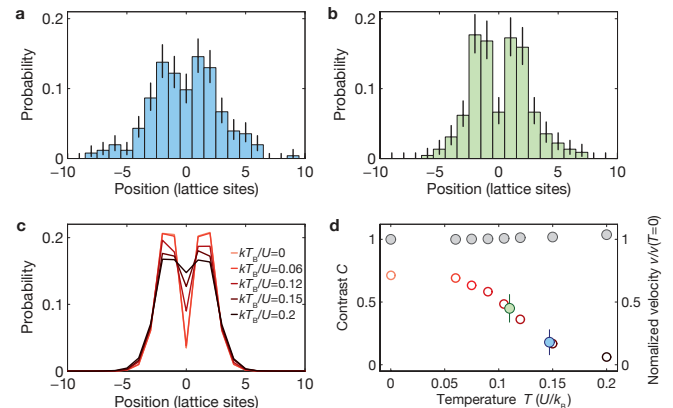 a
b
Probability
0.2
0.1
0
−10 −5 0 5 10
Position (lattice sites)
Probability
0.2
0.1
0
−10 −5 0 5 10
Position (lattice sites)
c
d
Probability
0.2
0.1
0
−10 −5 0 5 10
Position (lattice sites)
kT_B/U=0
kT_B/U=0.06
kT_B/U=0.12
kT_B/U=0.15
kT_B/U=0.2
Contrast C
1
0.5
0
0 0.05 0.1 0.15 0.2
Temperature T (U/k_B)
1
0.5
0
Normalized velocity v/v(T=0)